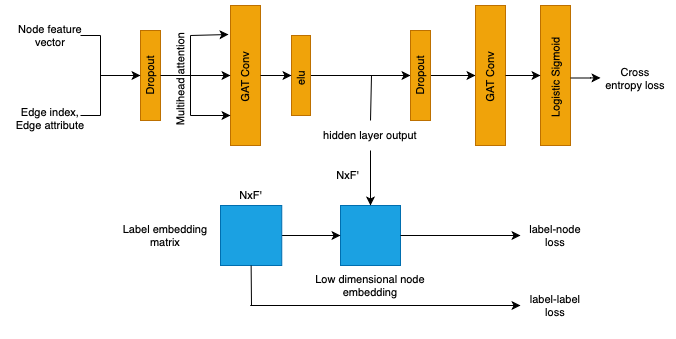 Node feature
vector
Edge index,
Edge attribute
Dropout
Multihead attention
GAT Conv
elu
Dropout
GAT Conv
Logistic Sigmoid
Cross
entropy loss
hidden layer output
NxF'
NxF'
Label embedding
matrix
label-node
loss
Low dimensional node
embedding
label-label
loss